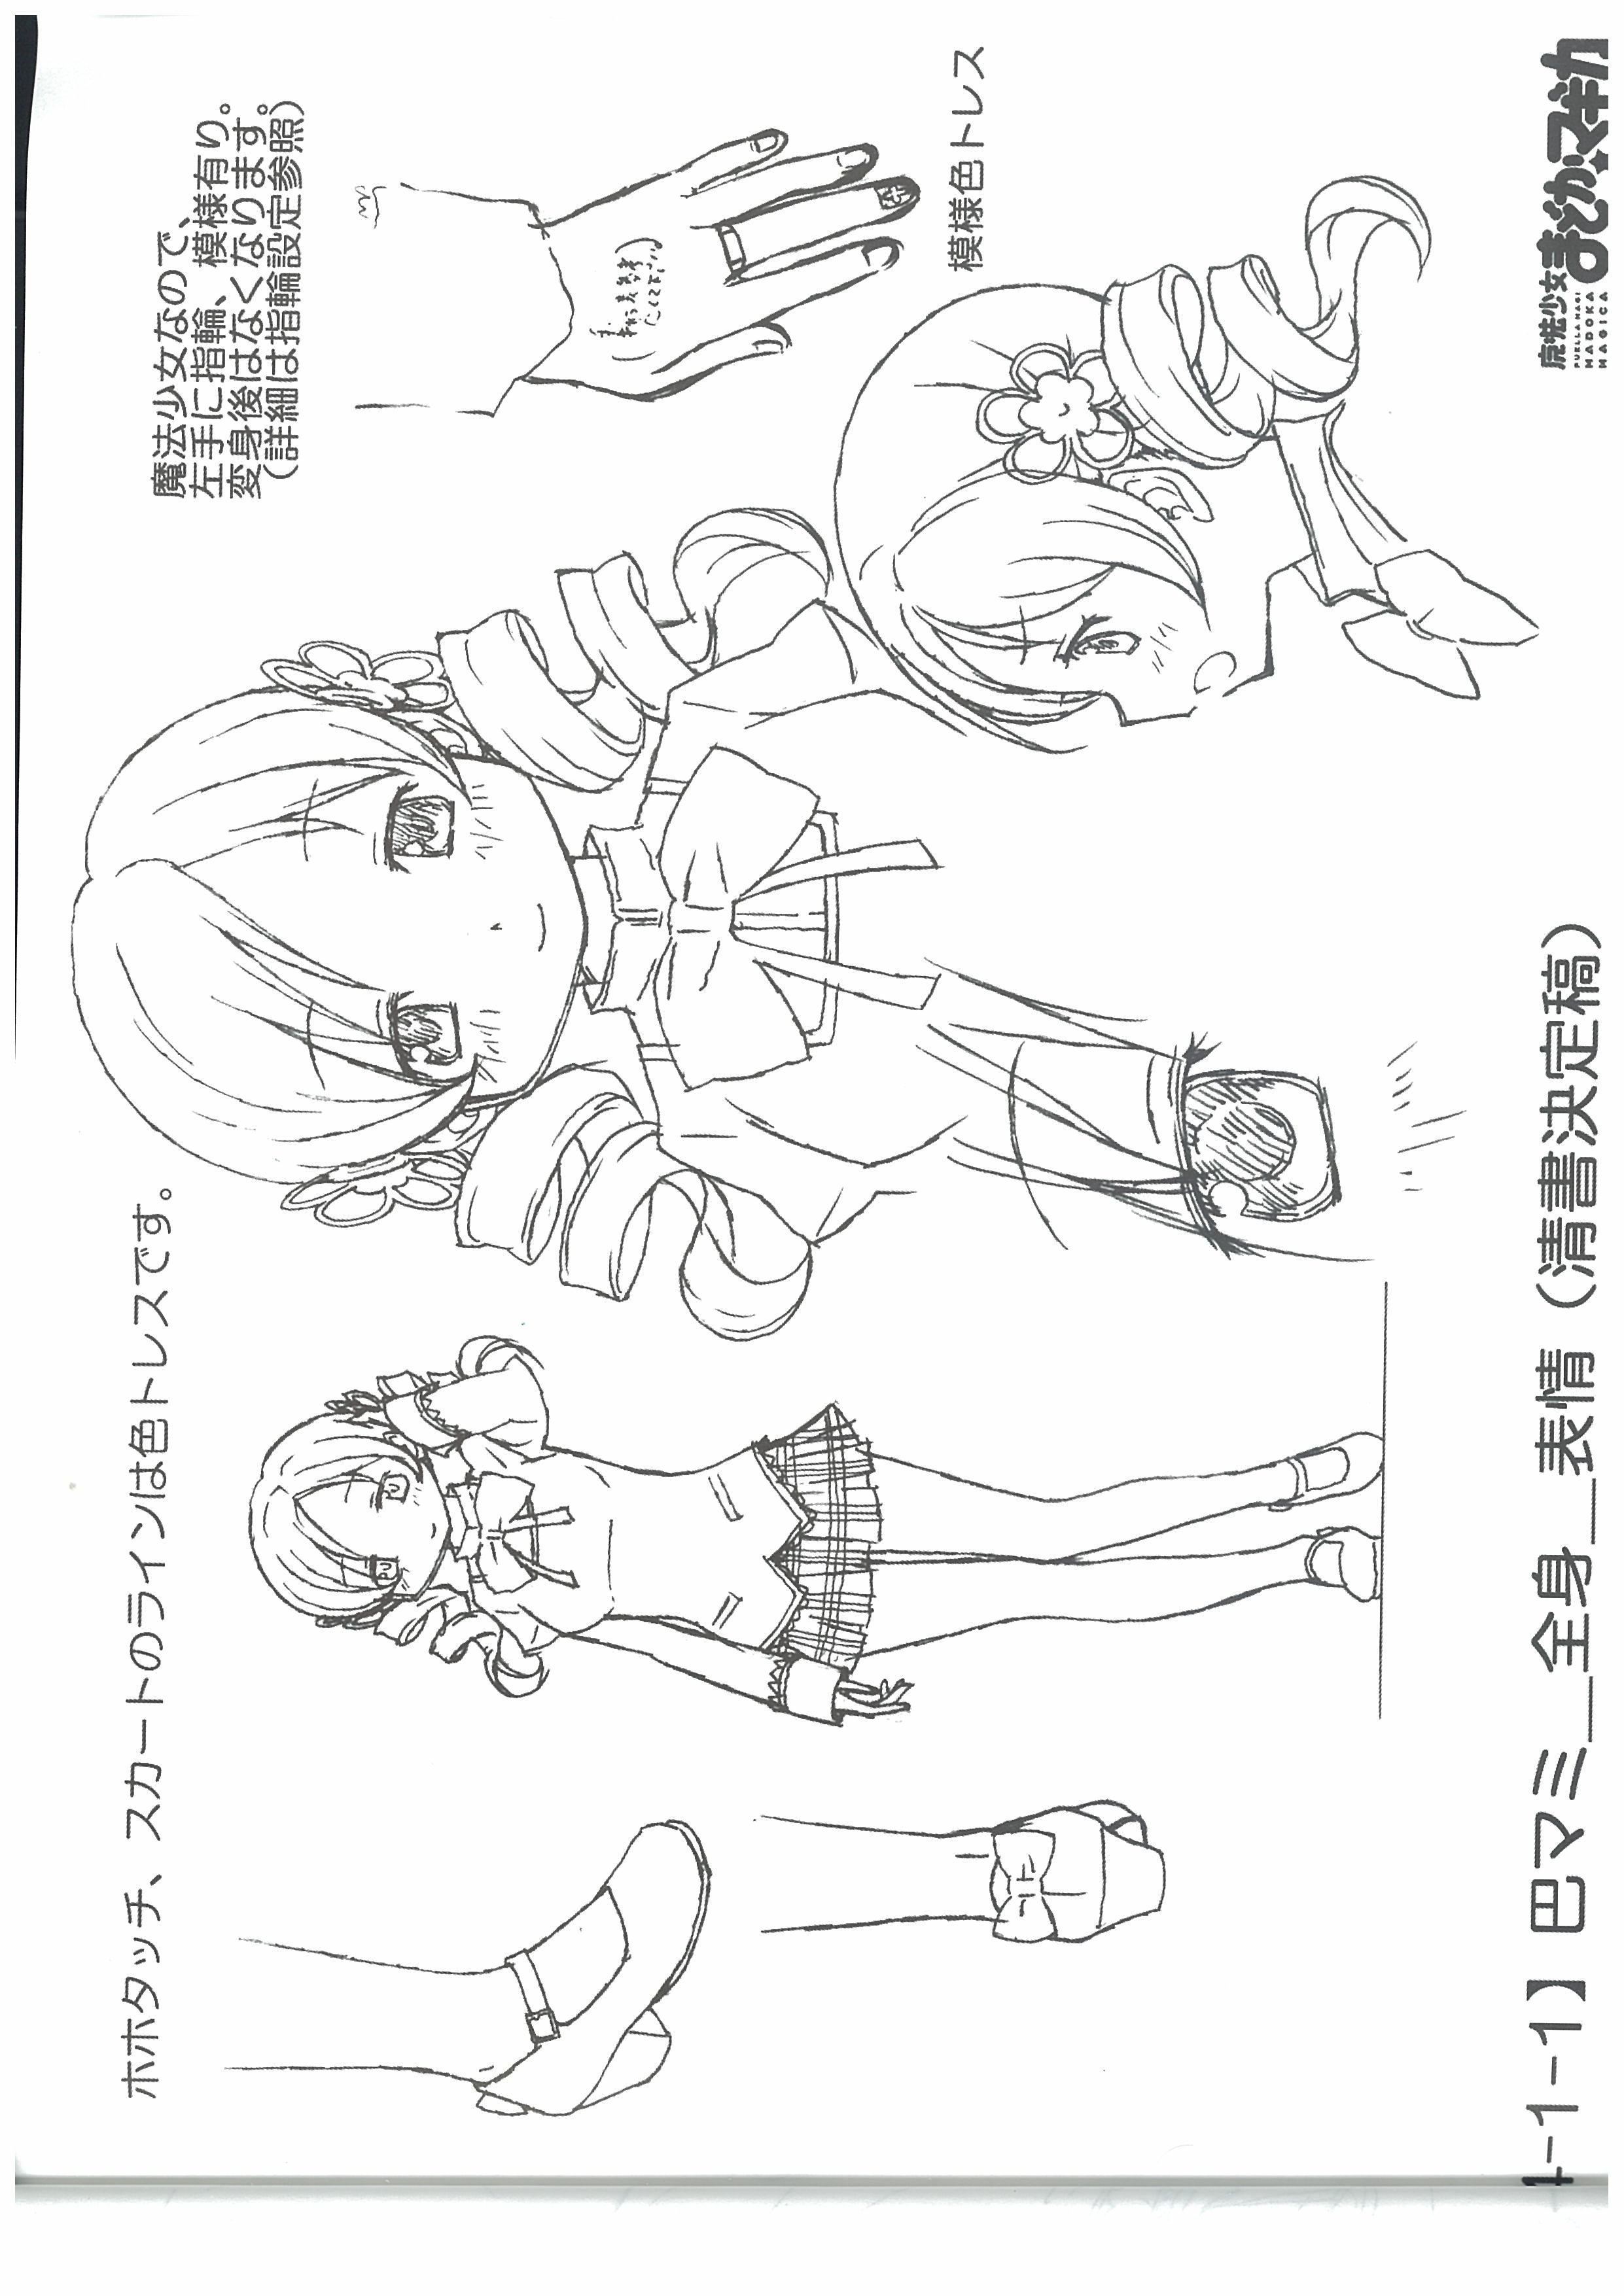 ホホタッチ、スカートのラインは色トレスです。
魔法少女なので、
左手に指輪、模様有り。
変身後はなくなります。
(詳細は指輪設定参照)
模様色トレス
-1-1】巴マミ_全身_表情（清書決定稿）
魔法少女
まどか☆マギカ
PUELLA MAGI
MADOKA
MAGICA